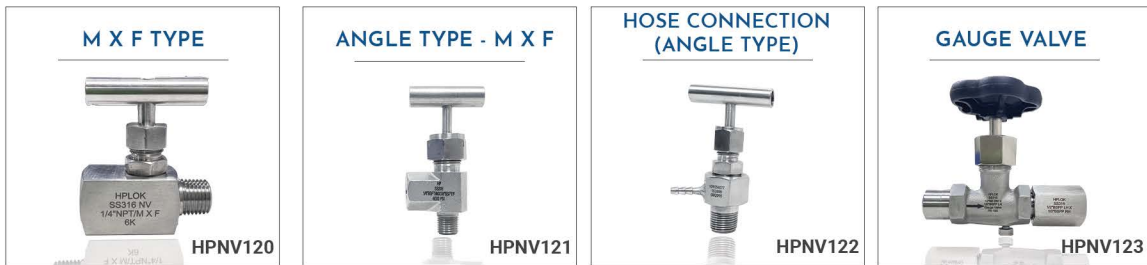 M X F TYPE
HPLOK
SS316 NV
1/4"NPT/M X F
6K
HPNV120
ANGLE TYPE - M X F
HPNV121
HOSE CONNECTION
(ANGLE TYPE)
HPNV122
GAUGE VALVE
HPLOK
HPNV123